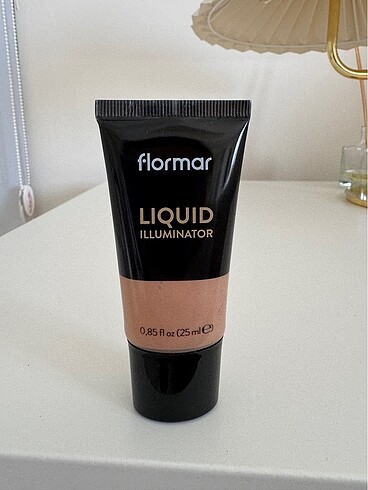 flormar
LIQUID
ILLUMINATOR
0,85 fl oz (25 ml ℮)